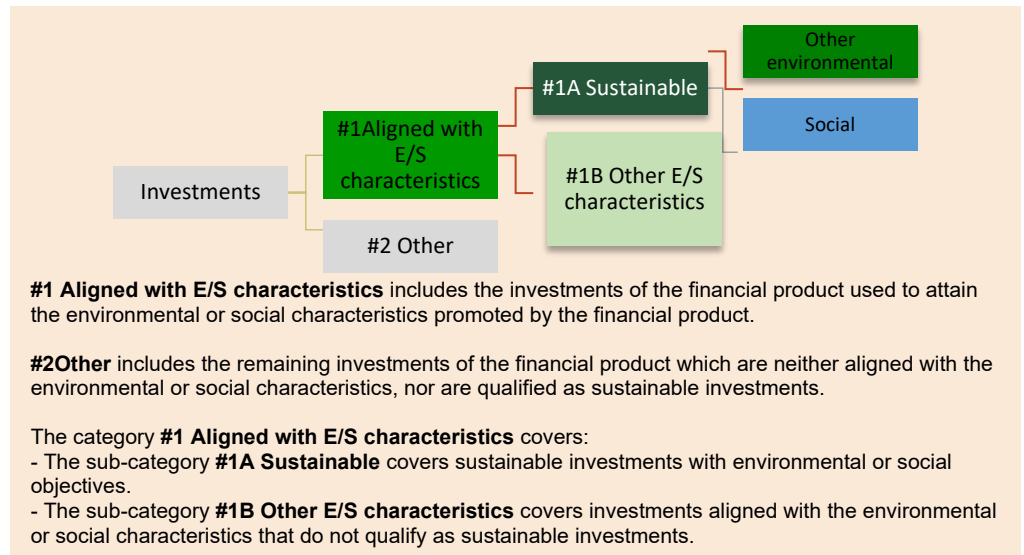 Other
environmental
#1A Sustainable
Social
#1Aligned with
E/S
characteristics
#1B Other E/S
characteristics
Investments
#2 Other
#1 Aligned with E/S characteristics includes the investments of the financial product used to attain
the environmental or social characteristics promoted by the financial product.
#2Other includes the remaining investments of the financial product which are neither aligned with the
environmental or social characteristics, nor are qualified as sustainable investments.
The category #1 Aligned with E/S characteristics covers:
- The sub-category #1A Sustainable covers sustainable investments with environmental or social
objectives.
- The sub-category #1B Other E/S characteristics covers investments aligned with the environmental
or social characteristics that do not qualify as sustainable investments.